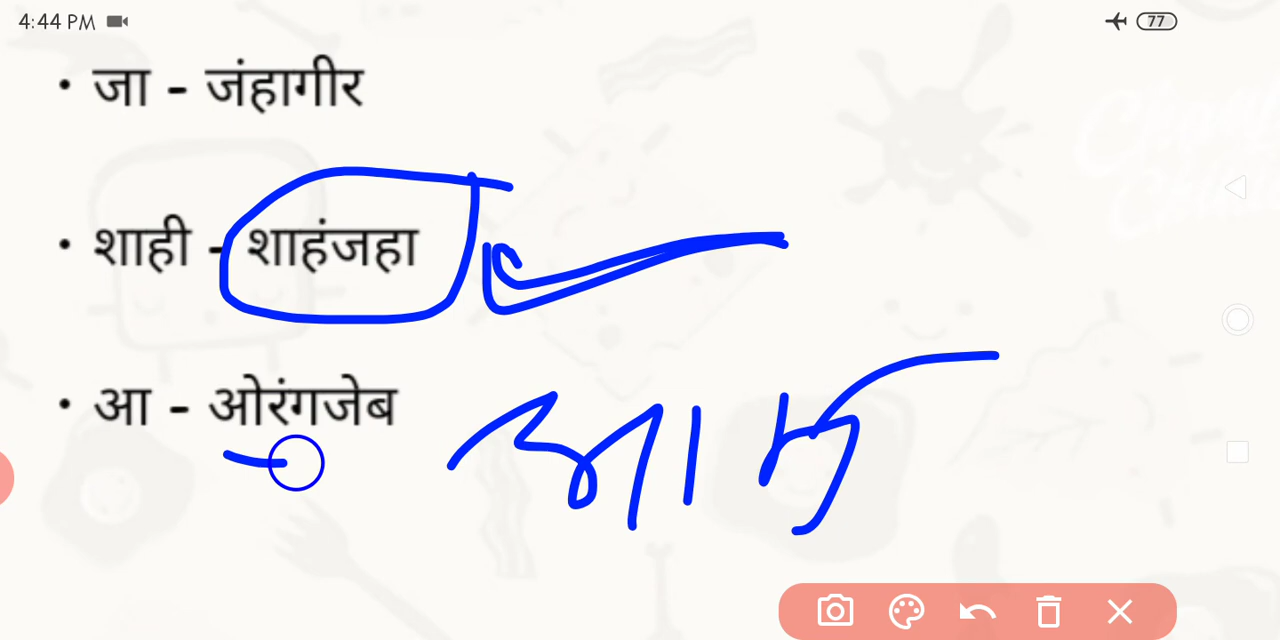 4:44 PM
77
• जा - जंहागीर
• शाही - शाहंजहा
• आ - ओरंगजेब